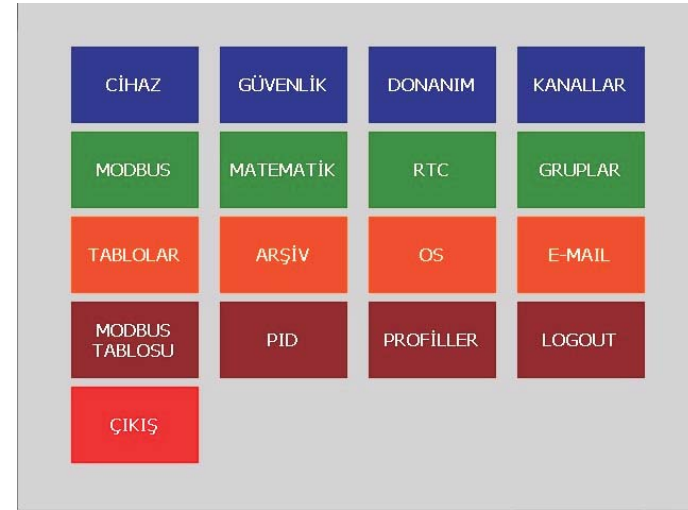 CİHAZ
GÜVENLİK
DONANIM
KANALLAR
MODBUS
MATEMATİK
RTC
GRUPLAR
TABLOLAR
ARŞİV
OS
E-MAIL
MODBUS
TABLOSU
PID
PROFİLLER
LOGOUT
ÇIKIŞ